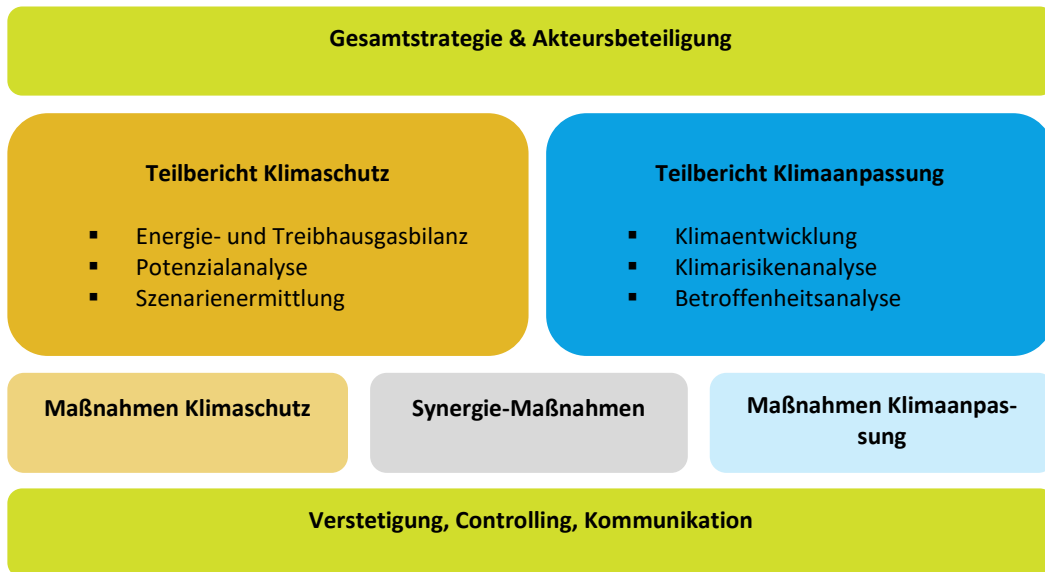 Gesamtstrategie & Akteursbeteiligung
Teilbericht Klimaschutz
▪ Energie- und Treibhausgasbilanz
▪ Potenzialanalyse
▪ Szenarienermittlung
Teilbericht Klimaanpassung
▪ Klimaentwicklung
▪ Klimarisikenanalyse
▪ Betroffenheitsanalyse
Maßnahmen Klimaschutz
Synergie-Maßnahmen
Maßnahmen Klimaanpas-
sung
Verstetigung, Controlling, Kommunikation